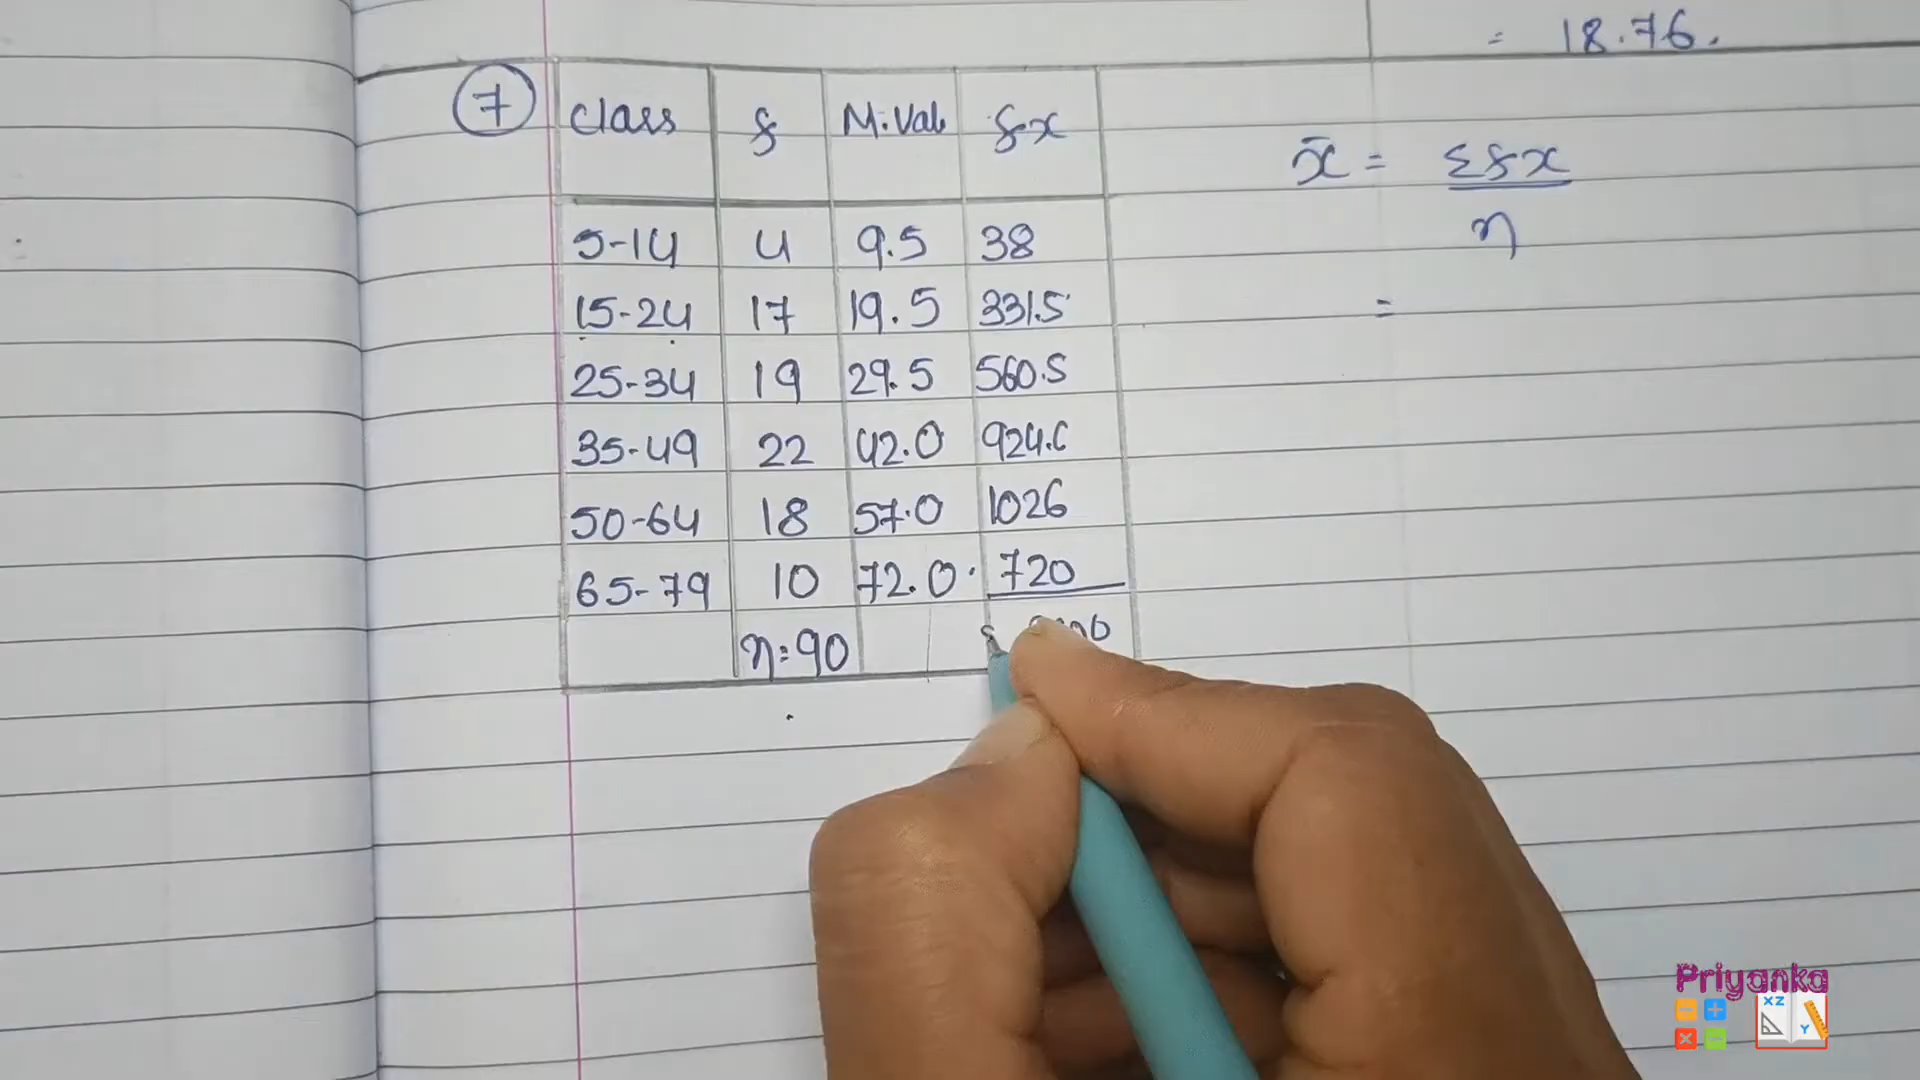 = 18.76.
7 class f M.Val fx
x̄ = Σfx
n
5-14 4 9.5 38
=
15-24 17 19.5 331.5
25-34 19 29.5 560.5
35-49 22 42.0 924.0
50-64 18 57.0 1026
65-79 10 72.0 720
n=90
Priyanka
XZ
Y